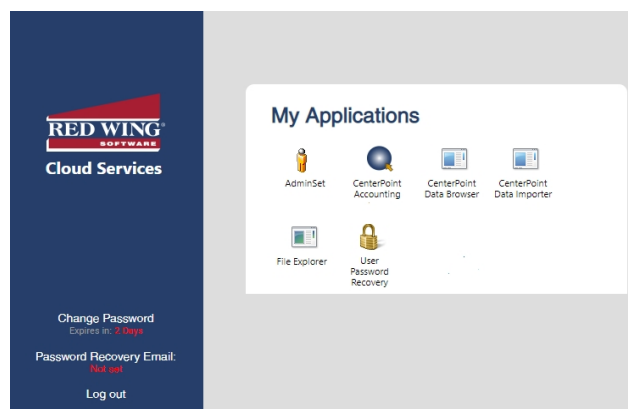 RED WING®
SOFTWARE
Cloud Services
Change Password
Expires in: 2 Days
Password Recovery Email:
Not set
Log out
My Applications
AdminSet
CenterPoint
Accounting
CenterPoint
Data Browser
CenterPoint
Data Importer
File Explorer
User
Password
Recovery